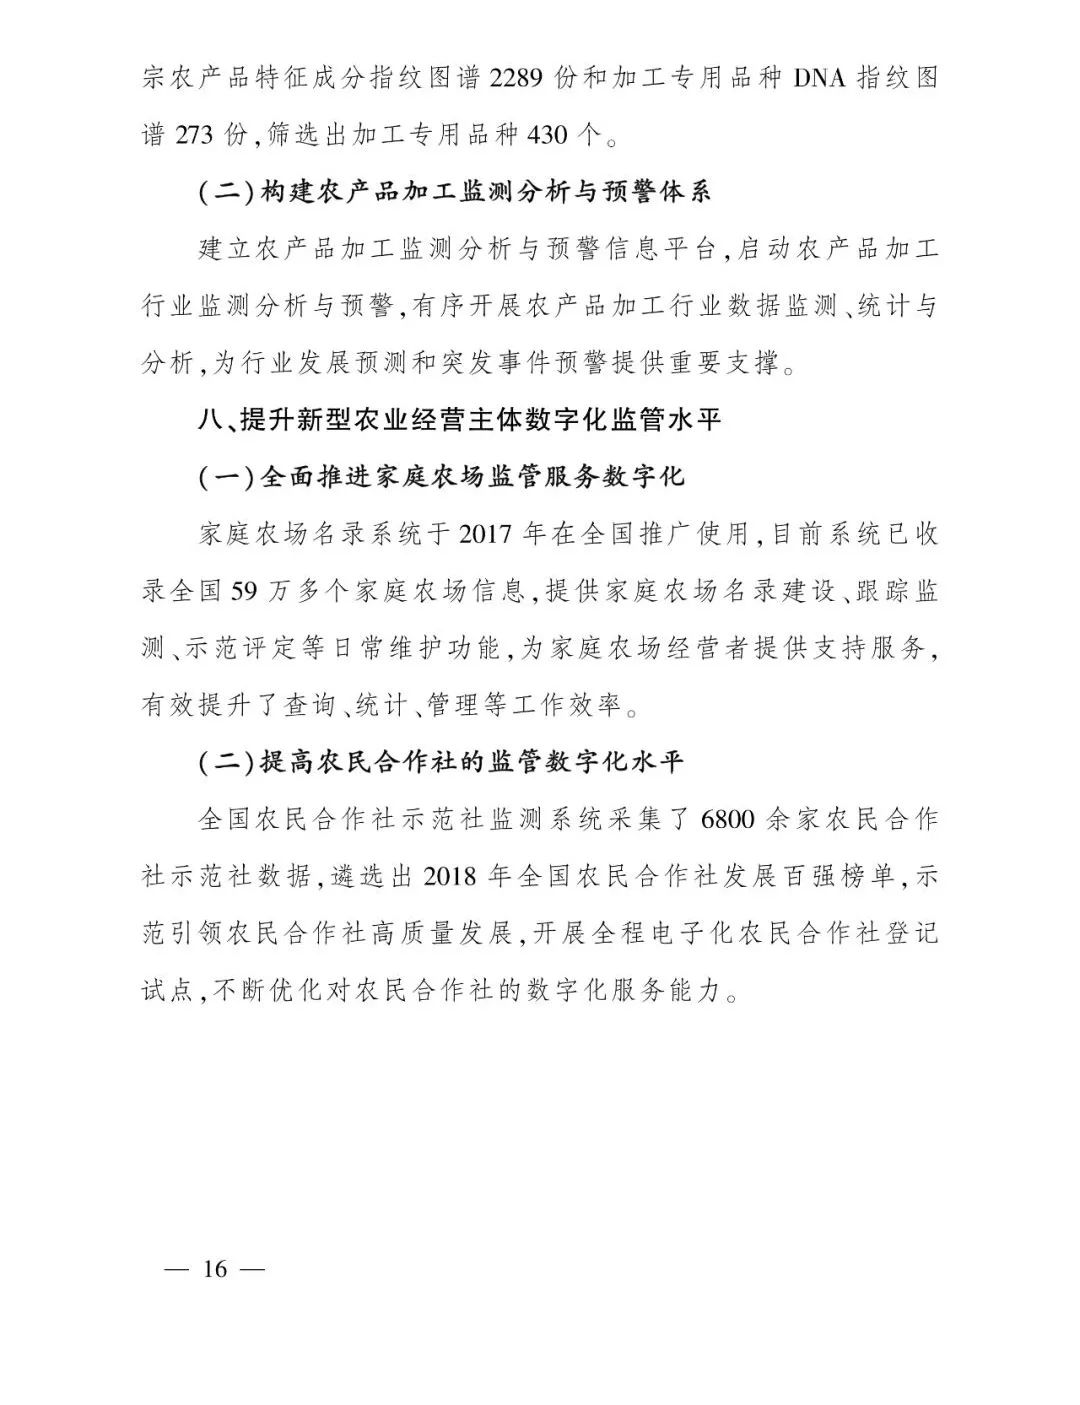 宗农产品特征成分指纹图谱 2289 份和加工专用品种 DNA 指纹图
谱 273 份,筛选出加工专用品种 430 个。
(二)构建农产品加工监测分析与预警体系
建立农产品加工监测分析与预警信息平台,启动农产品加工
行业监测分析与预警,有序开展农产品加工行业数据监测、统计与
分析,为行业发展预测和突发事件预警提供重要支撑。
八、提升新型农业经营主体数字化监管水平
(一)全面推进家庭农场监管服务数字化
家庭农场名录系统于 2017 年在全国推广使用,目前系统已收
录全国 59 万多个家庭农场信息,提供家庭农场名录建设、跟踪监
测、示范评定等日常维护功能,为家庭农场经营者提供支持服务,
有效提升了查询、统计、管理等工作效率。
(二)提高农民合作社的监管数字化水平
全国农民合作社示范社监测系统采集了 6800 余家农民合作
社示范社数据,遴选出 2018 年全国农民合作社发展百强榜单,示
范引领农民合作社高质量发展,开展全程电子化农民合作社登记
试点,不断优化对农民合作社的数字化服务能力。
— 16 —